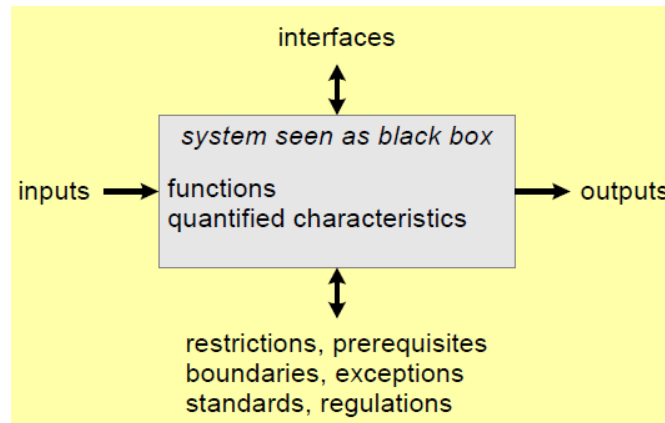 interfaces
system seen as black box
inputs
functions
quantified characteristics
outputs
restrictions, prerequisites
boundaries, exceptions
standards, regulations